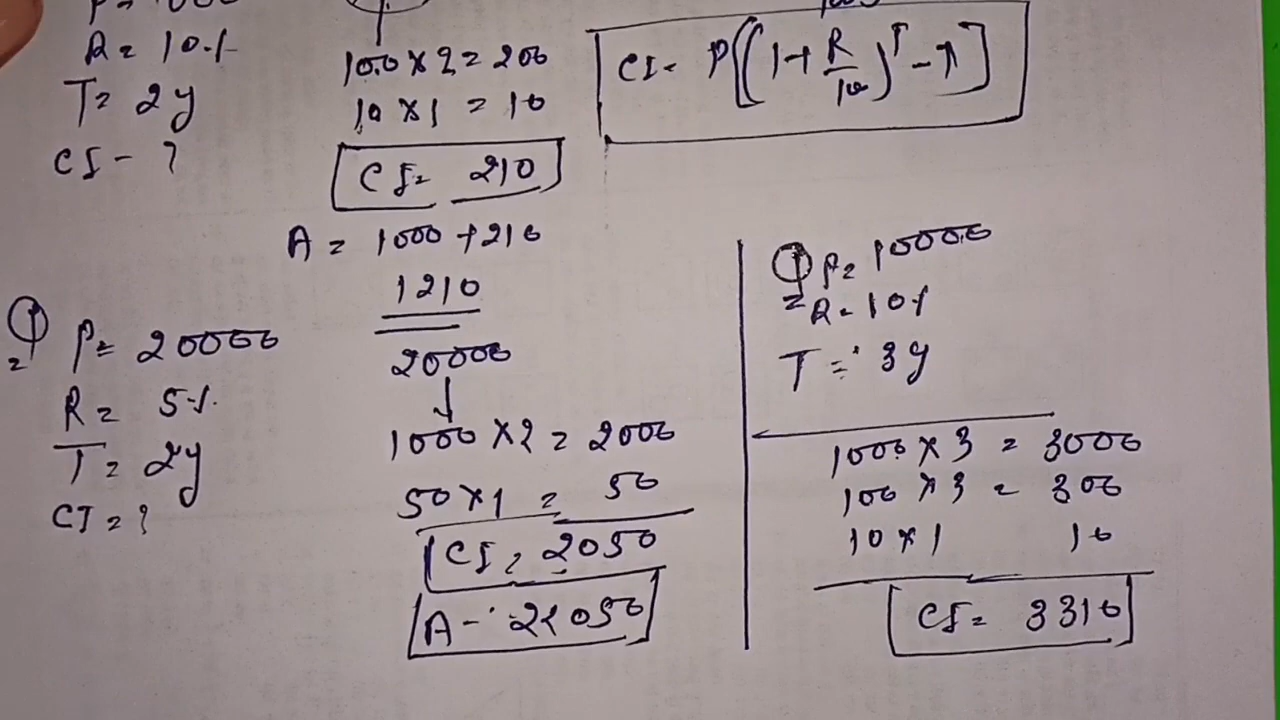 R = 10%
T = 2y
CI - ?
100 × 2 = 200
10 × 1 = 10
CI = 210
A = 1000 + 210
1210
CI = P[(1+R/100)^T - 1]
Q2 P = 20000
R = 5%
T = 2y
CI = ?
20000
↓
1000 × 2 = 2000
50 × 1 = 50
CI = 2050
A - 22050
Q P = 10000
R = 10%
T = 3y
1000 × 3 = 3000
100 × 3 = 300
10 × 1 10
CI = 3310